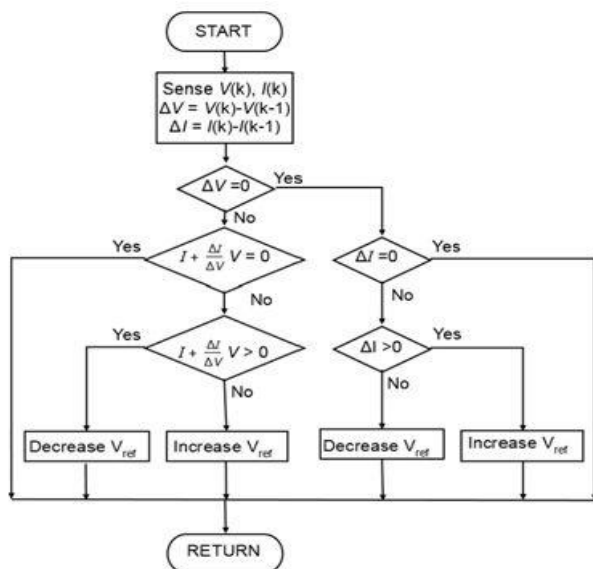 START
Sense V(k), I(k)
ΔV = V(k)-V(k-1)
ΔI = I(k)-I(k-1)
ΔV =0
Yes
No
Yes
I + ΔI/ΔV V = 0
ΔI =0
Yes
No
No
Yes
I + ΔI/ΔV V > 0
ΔI >0
Yes
No
No
Decrease Vref
Increase Vref
Decrease Vref
Increase Vref
RETURN